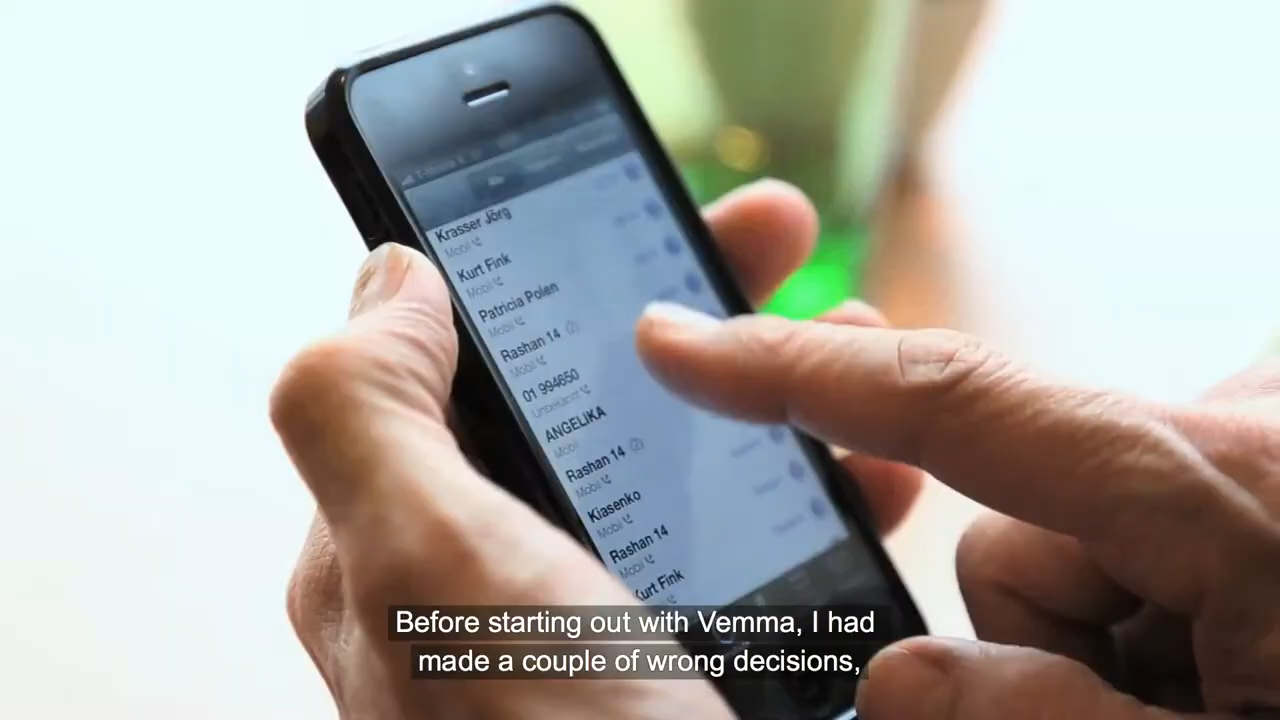 Krasser Jörg
Mobil
Kurt Fink
Mobil
Patricia Polen
Mobil
Rashan 14 (2)
Mobil
01 994650
Unbekannt
ANGELIKA
Mobil
Rashan 14 (2)
Mobil
Kiasenko
Mobil
Rashan 14
Mobil
Kurt Fink
Before starting out with Vemma, I had
made a couple of wrong decisions,